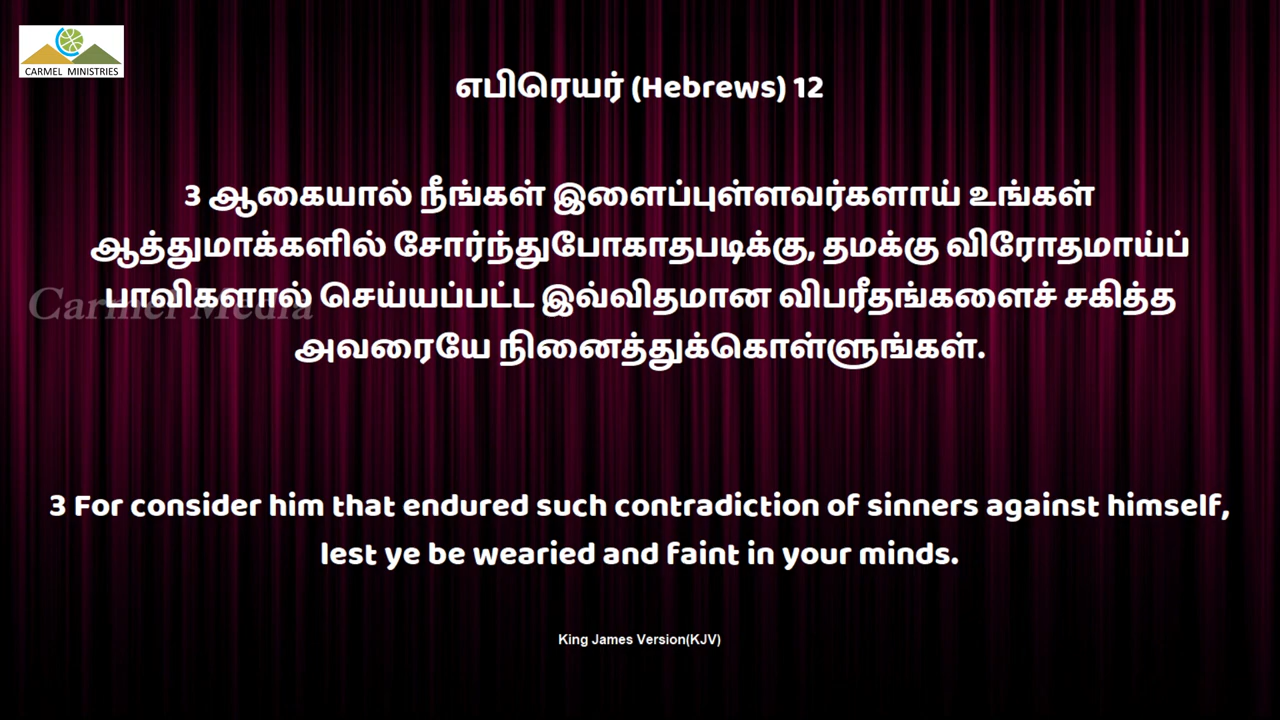 CARMEL MINISTRIES
எபிரெயர் (Hebrews) 12
3 ஆகையால் நீங்கள் இளைப்புள்ளவர்களாய் உங்கள்
ஆத்துமாக்களில் சோர்ந்துபோகாதபடிக்கு, தமக்கு விரோதமாய்ப்
பாவிகளால் செய்யப்பட்ட இவ்விதமான விபரீதங்களைச் சகித்த
Carmel Media
அவரையே நினைத்துக்கொள்ளுங்கள்.
3 For consider him that endured such contradiction of sinners against himself,
lest ye be wearied and faint in your minds.
King James Version(KJV)